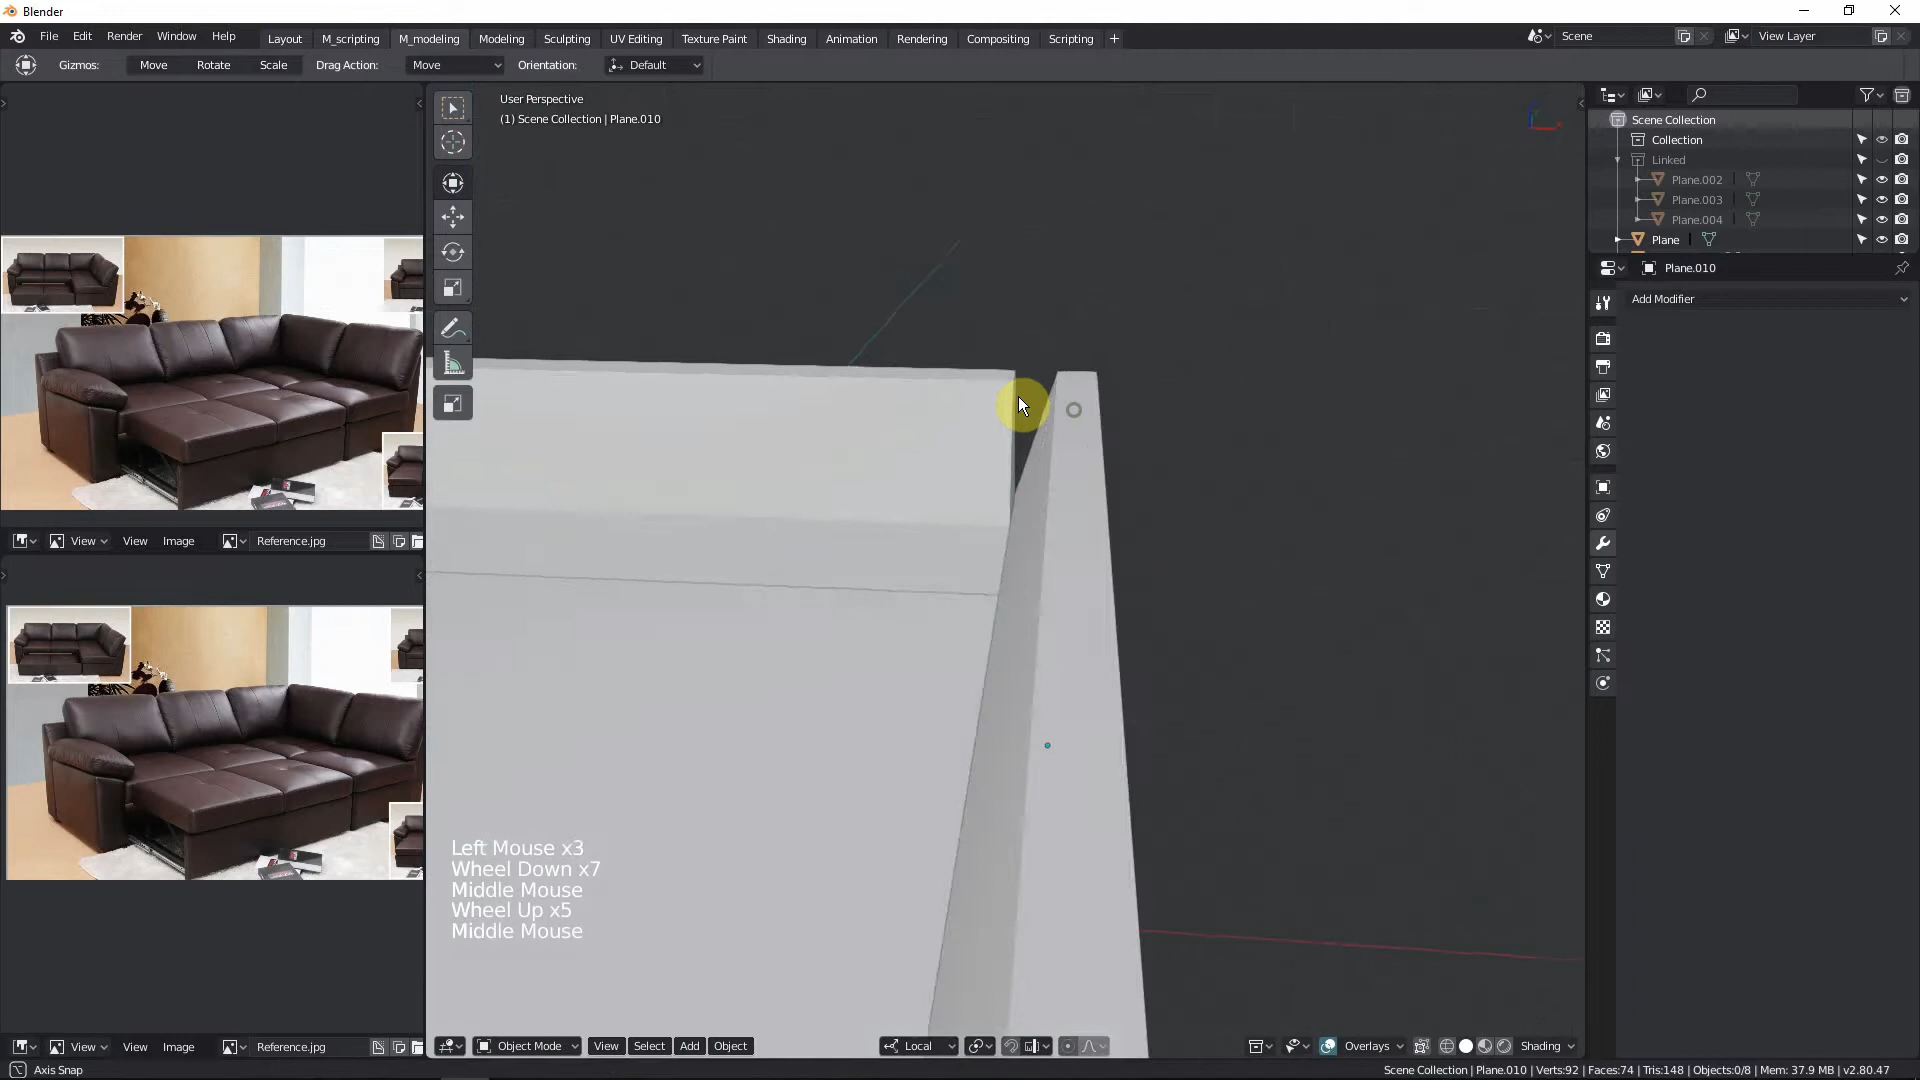 Blender
File Edit Render Window Help Layout M_scripting M_modeling Modeling Sculpting UV Editing Texture Paint Shading Animation Rendering Compositing Scripting + Scene View Layer
Gizmos: Move Rotate Scale Drag Action: Move Orientation: Default
User Perspective
(1) Scene Collection | Plane.010
Scene Collection
Collection
Linked
Plane.002
Plane.003
Plane.004
Plane
Plane.010
Add Modifier
View View Image Reference.jpg
Left Mouse x3
Wheel Down x7
Middle Mouse
Wheel Up x5
Middle Mouse
View View Image Reference.jpg
Object Mode View Select Add Object Local Overlays Shading
Axis Snap
Scene Collection | Plane.010 | Verts:92 | Faces:74 | Tris:148 | Objects:0/8 | Mem: 37.9 MB | v2.80.47